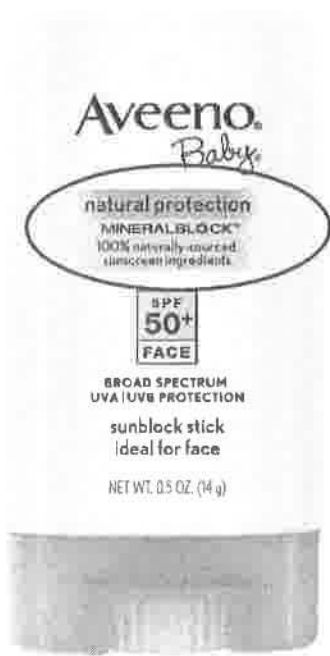 Aveeno®
Baby®
natural protection
MINERALBLOCK™
100% naturally-sourced
sunscreen ingredients
SPF
50+
FACE
BROAD SPECTRUM
UVA|UVB PROTECTION
sunblock stick
ideal for face
NET WT. 0.5 OZ. (14 g)